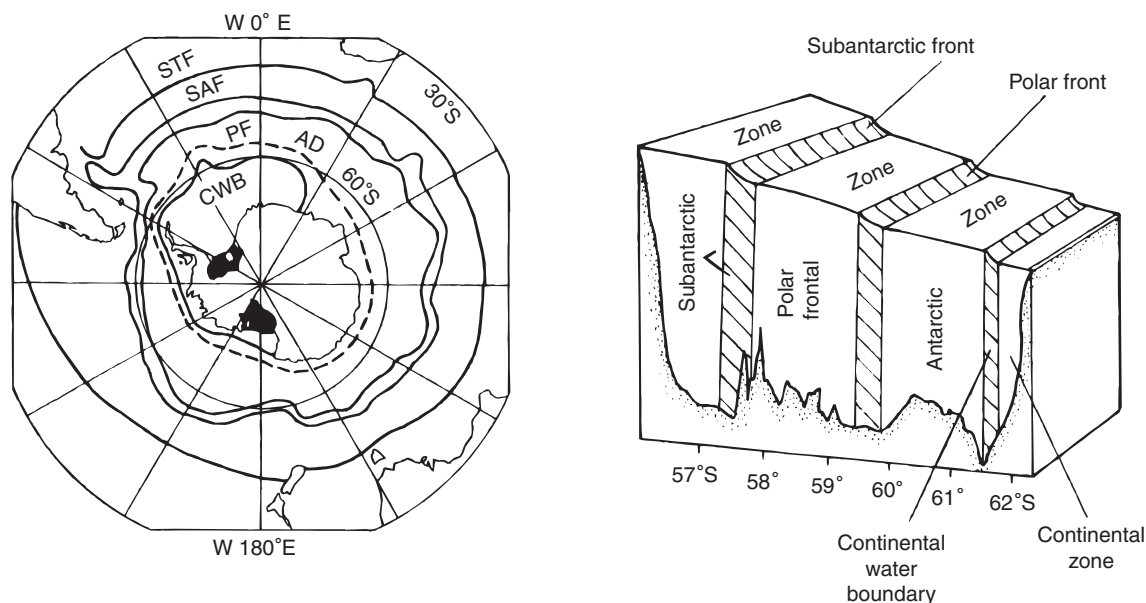 W 0° E
STF
SAF
PF
AD
30°S
60°S
CWB
W 180°E
Subantarctic front
Polar front
Zone
Zone
Zone
Subantarctic
Polar
frontal
Antarctic
57°S
58°
59°
60°
61°
62°S
Continental
water
boundary
Continental
zone